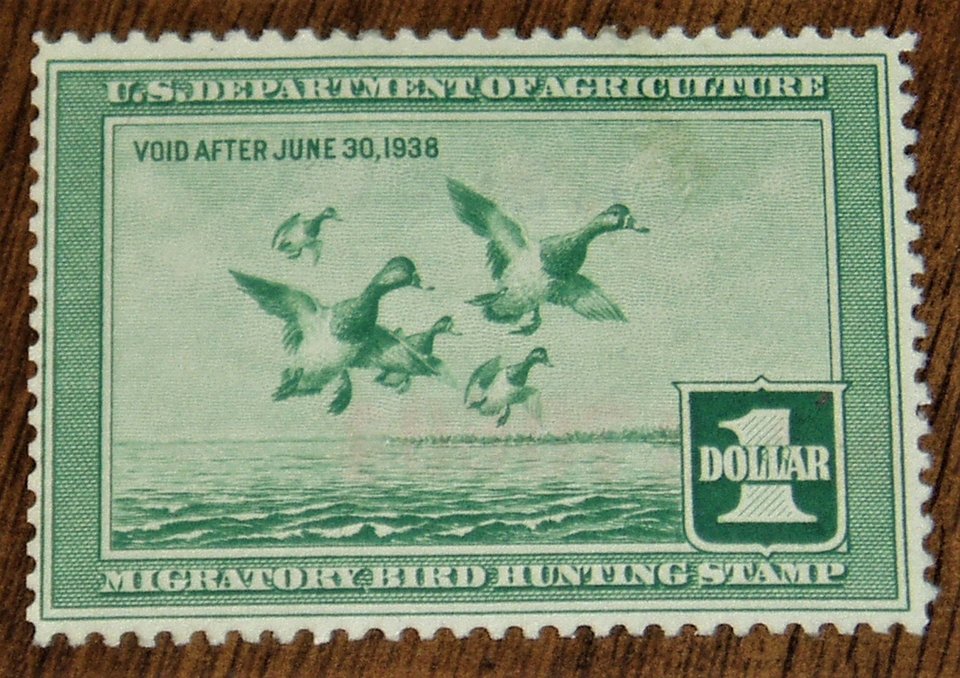 U.S. DEPARTMENT OF AGRICULTURE
VOID AFTER JUNE 30, 1938
1
DOLLAR
MIGRATORY BIRD HUNTING STAMP